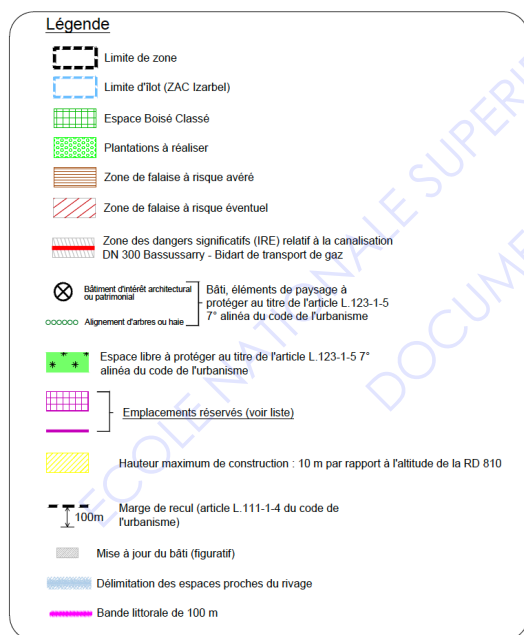 Légende
Limite de zone
Limite d'îlot (ZAC Izarbel)
Espace Boisé Classé
Plantations à réaliser
Zone de falaise à risque avéré
Zone de falaise à risque éventuel
Zone des dangers significatifs (IRE) relatif à la canalisation
DN 300 Bassussarry - Bidart de transport de gaz
Bâtiment d'intérêt architectural
ou patrimonial
Alignement d'arbres ou haie
Bâti, éléments de paysage à
protéger au titre de l'article L.123-1-5
7° alinéa du code de l'urbanisme
Espace libre à protéger au titre de l'article L.123-1-5 7°
alinéa du code de l'urbanisme
Emplacements réservés (voir liste)
Hauteur maximum de construction : 10 m par rapport à l'altitude de la RD 810
100m
Marge de recul (article L.111-1-4 du code de
l'urbanisme)
Mise à jour du bâti (figuratif)
Délimitation des espaces proches du rivage
Bande littorale de 100 m
ECOLE NATIONALE SUPERIE
DOCUME